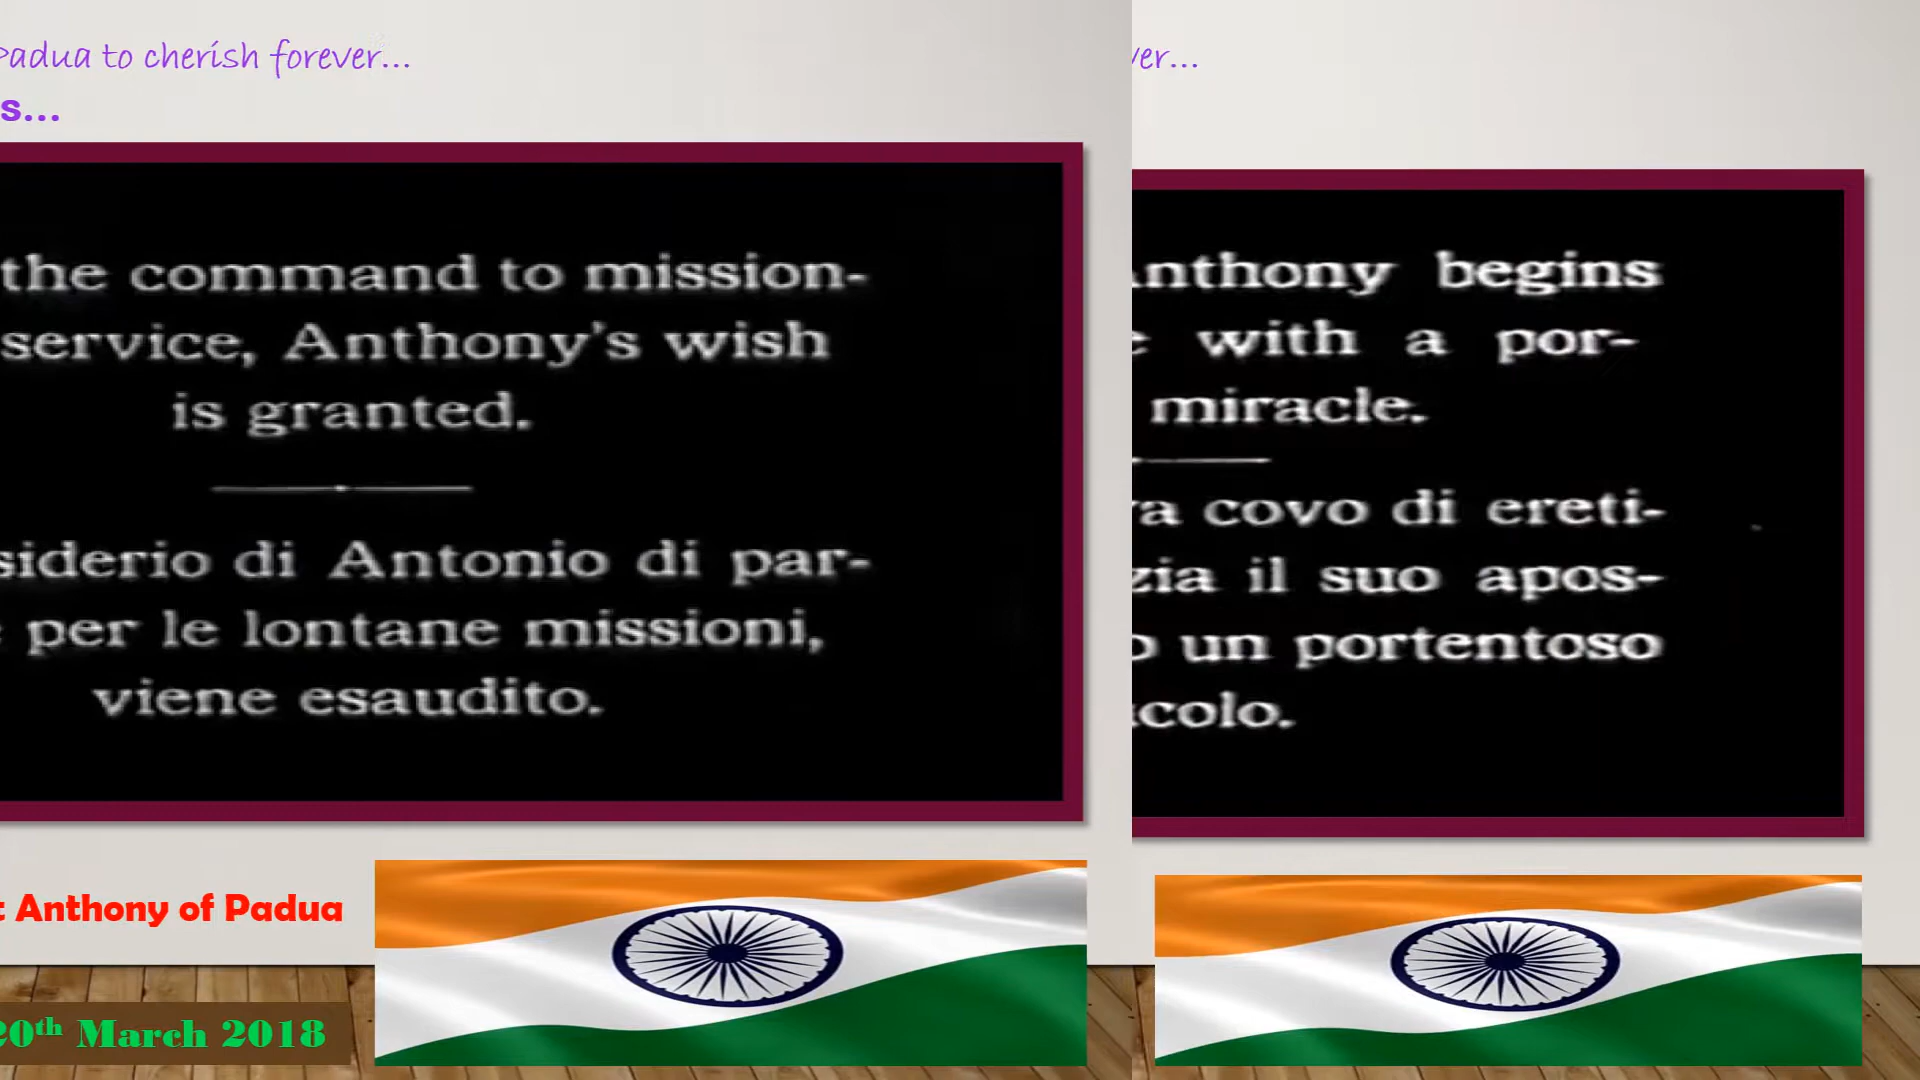 Padua to cherish forever...
s...
the command to mission-
service, Anthony's wish
is granted.
siderio di Antonio di par-
per le lontane missioni,
viene esaudito.
t Anthony of Padua
20th March 2018
ver...
nthony begins
e with a por-
miracle.
va covo di ereti-
zia il suo apos-
o un portentoso
colo.